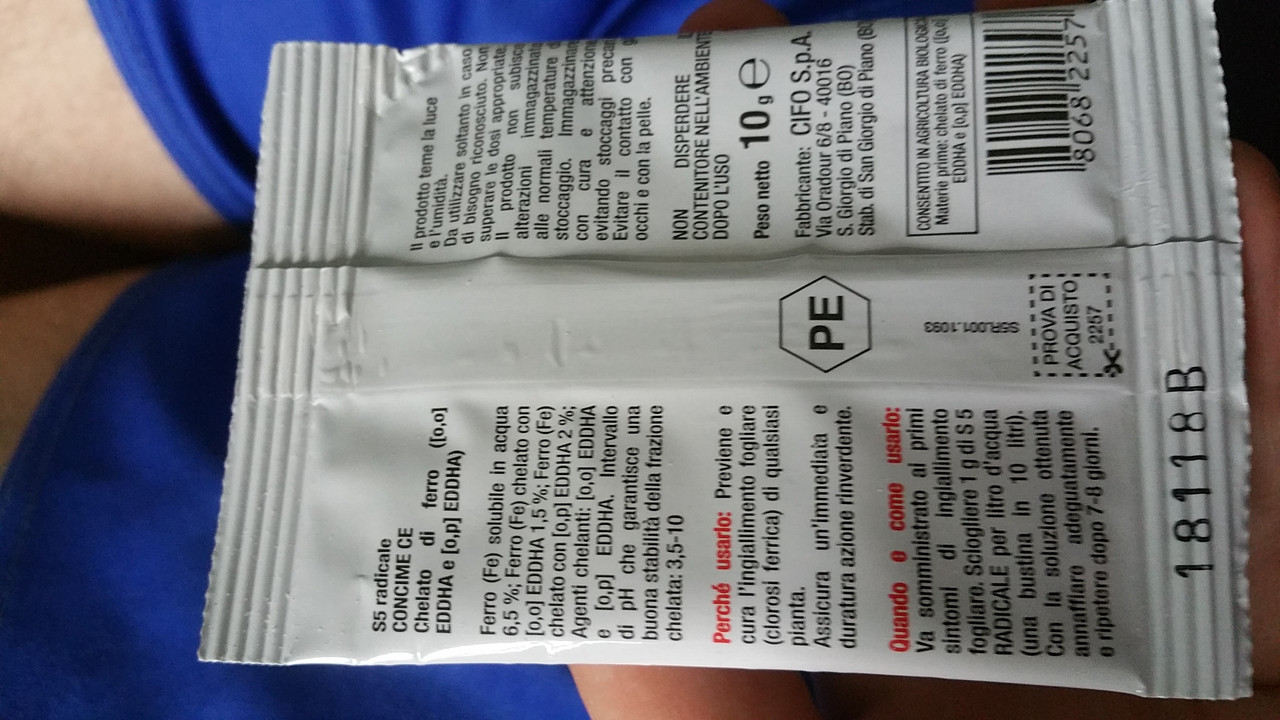 S5 radicale
CONCIME CE
Chelato di ferro ([o,o]
EDDHA e [o,p] EDDHA)
Ferro (Fe) solubile in acqua
6,5 %; Ferro (Fe) chelato con
[o,o] EDDHA 1,5 %; Ferro (Fe)
chelato con [o,p] EDDHA 2 %;
Agenti chelanti: [o,o] EDDHA
e [o,p] EDDHA. Intervallo
di pH che garantisce una
buona stabilità della frazione
chelata: 3,5-10
Perché usarlo: Previene e
cura l'ingiallimento fogliare
(clorosi ferrica) di qualsiasi
pianta.
Assicura un'immediata e
duratura azione rinverdente.
Quando e come usarlo:
Va somministrato ai primi
sintomi di ingiallimento
fogliare. Sciogliere 1 g di S 5
RADICALE per litro d'acqua
(una bustina in 10 litri).
Con la soluzione ottenuta
annaffiare adeguatamente
e ripetere dopo 7-8 giorni.
PE
S5R.001.1093
PROVA DI
ACQUISTO
2257
Il prodotto teme la luce
e l'umidità.
Da utilizzare soltanto in caso
di bisogno riconosciuto. Non
superare le dosi appropriate.
Il prodotto non subisce
alterazioni immagazzinato
alle normali temperature d
stoccaggio. Immagazzinare
con cura e attenzione
evitando stoccaggi precari
Evitare il contatto con g
occhi e con la pelle.
NON DISPERDERE IL
CONTENITORE NELL'AMBIENTE
DOPO L'USO
Peso netto 10 g e
Fabbricante: CIFO S.p.A.
Via Oradour 6/8 - 40016
S. Giorgio di Piano (BO)
Stab. di San Giorgio di Piano (BO)
CONSENTITO IN AGRICOLTURA BIOLOGICA
Materie prime: chelato di ferro ([o,o]
EDDHA e [o,p] EDDHA)
8068 2257
18118B